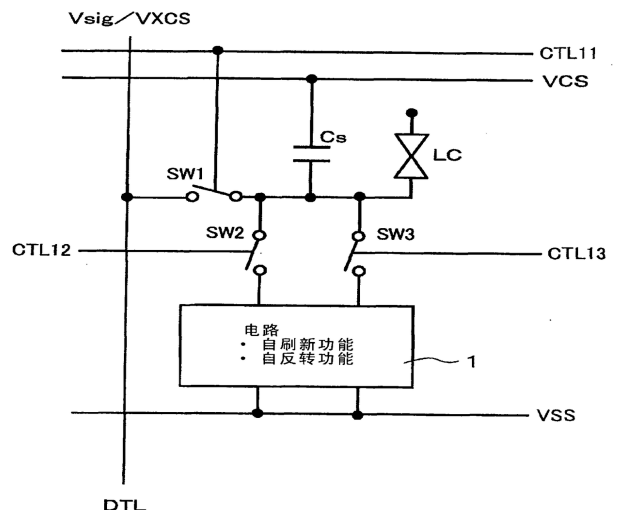 Vsig/VXCS
CTL11
VCS
Cs
LC
SW1
SW2
SW3
CTL12
CTL13
电路
· 自刷新功能
· 自反转功能
1
VSS
DTL